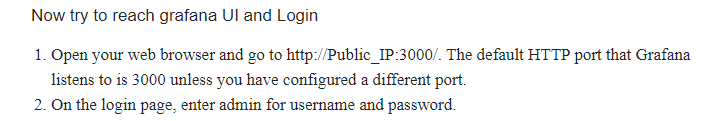 Now try to reach grafana UI and Login
1. Open your web browser and go to http://Public_IP:3000/. The default HTTP port that Grafana
listens to is 3000 unless you have configured a different port.
2. On the login page, enter admin for username and password.